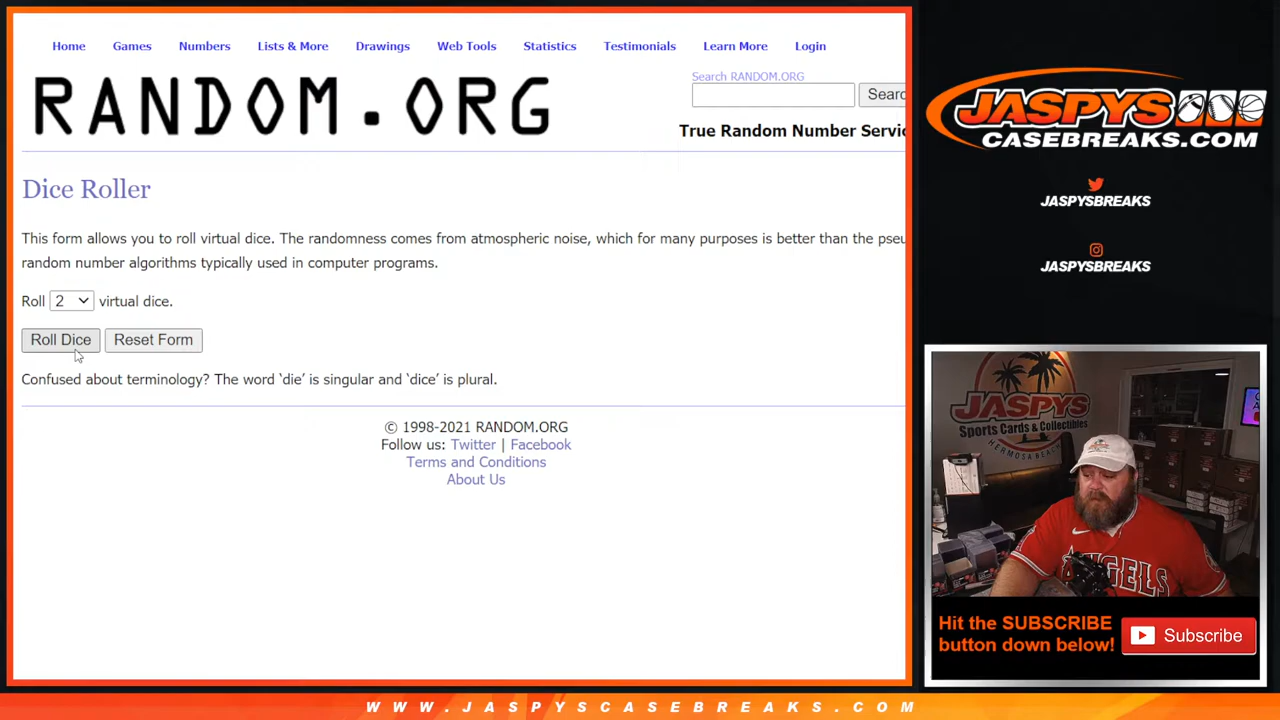 Home Games Numbers Lists & More Drawings Web Tools Statistics Testimonials Learn More Login
RANDOM.ORG
Search RANDOM.ORG
Searc
True Random Number Servic
Dice Roller
This form allows you to roll virtual dice. The randomness comes from atmospheric noise, which for many purposes is better than the pseu
random number algorithms typically used in computer programs.
Roll 2 virtual dice.
Roll Dice Reset Form
Confused about terminology? The word ‘die’ is singular and ‘dice’ is plural.
© 1998-2021 RANDOM.ORG
Follow us: Twitter | Facebook
Terms and Conditions
About Us
JASPYS
CASEBREAKS.COM
JASPYSBREAKS
JASPYSBREAKS
JASPYS
Sports Cards & Collectibles
HERMOSA BEACH
ANGELS
Hit the SUBSCRIBE
button down below!
Subscribe
WWW.JASPYSCASEBREAKS.COM